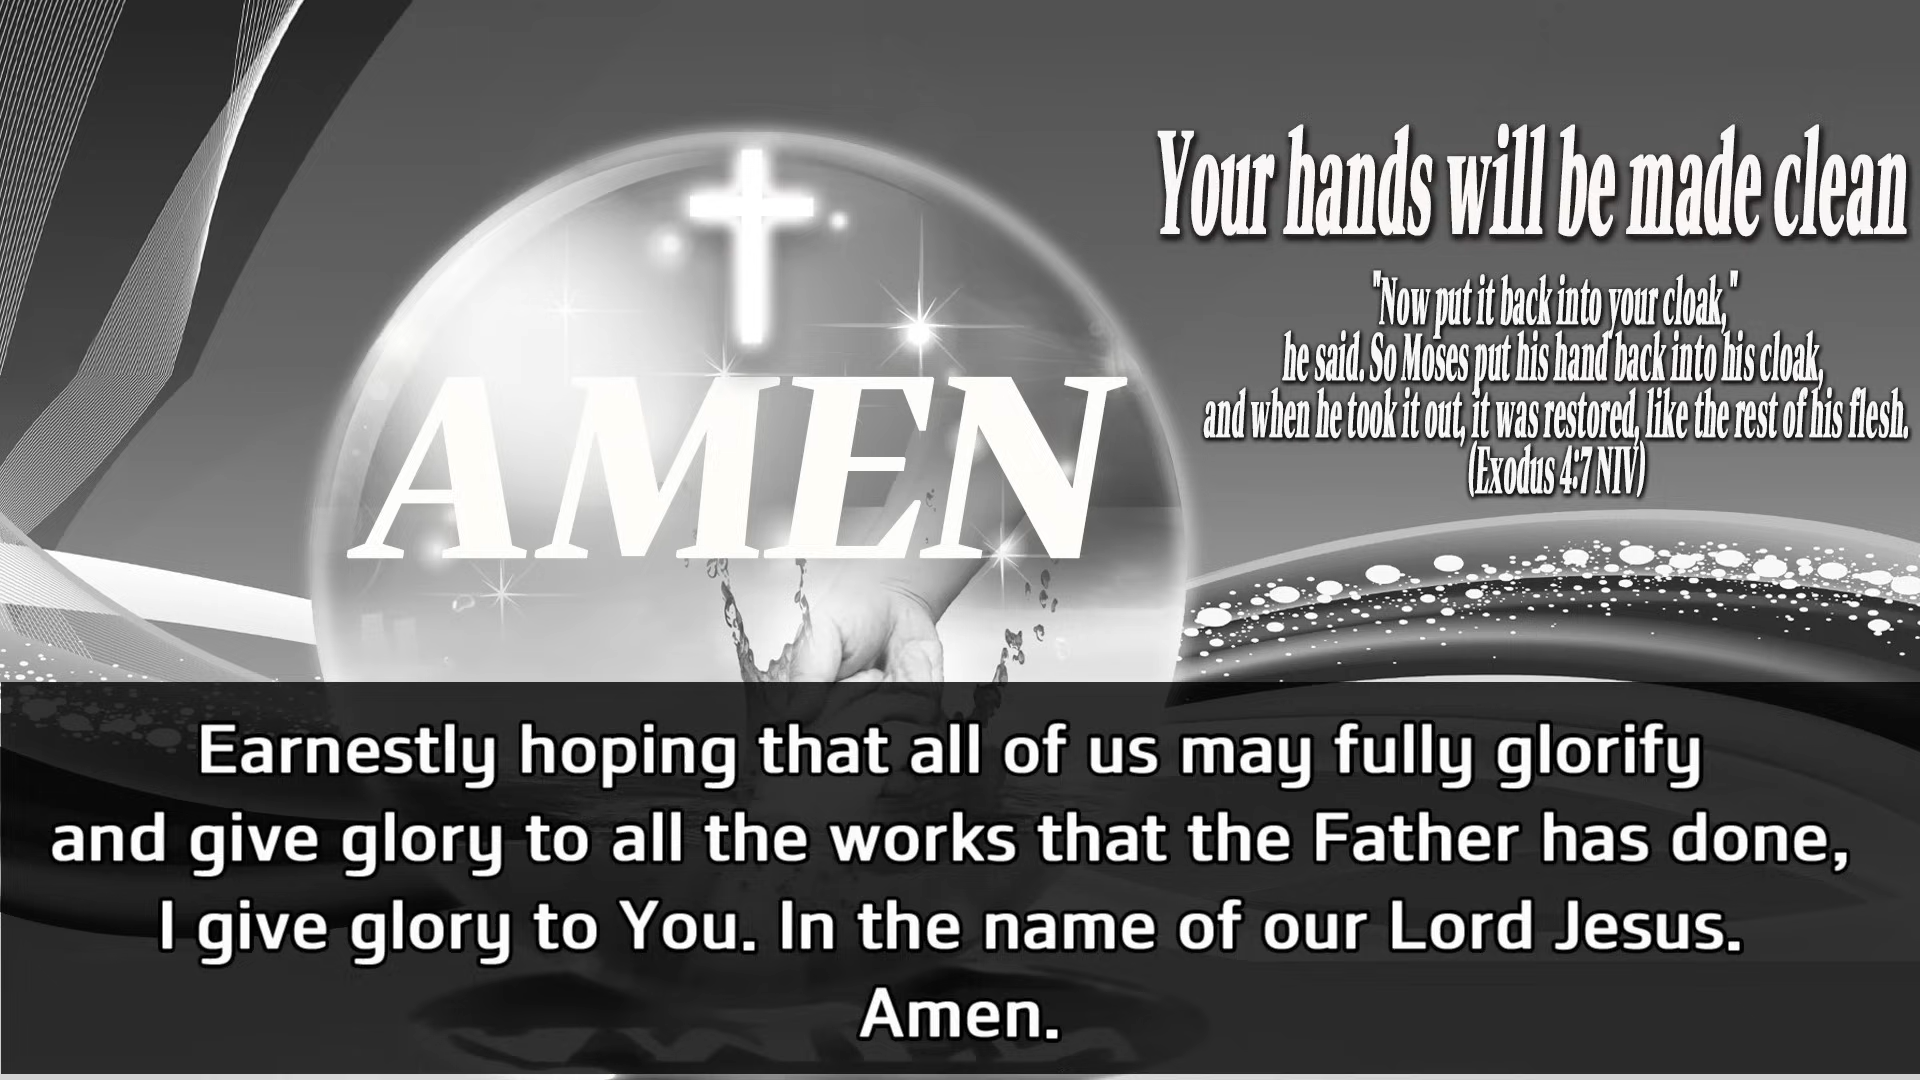 Your hands will be made clean
"Now put it back into your cloak,"
he said. So Moses put his hand back into his cloak,
and when he took it out, it was restored, like the rest of his flesh.
(Exodus 4:7 NIV)
AMEN
Earnestly hoping that all of us may fully glorify
and give glory to all the works that the Father has done,
I give glory to You. In the name of our Lord Jesus.
Amen.